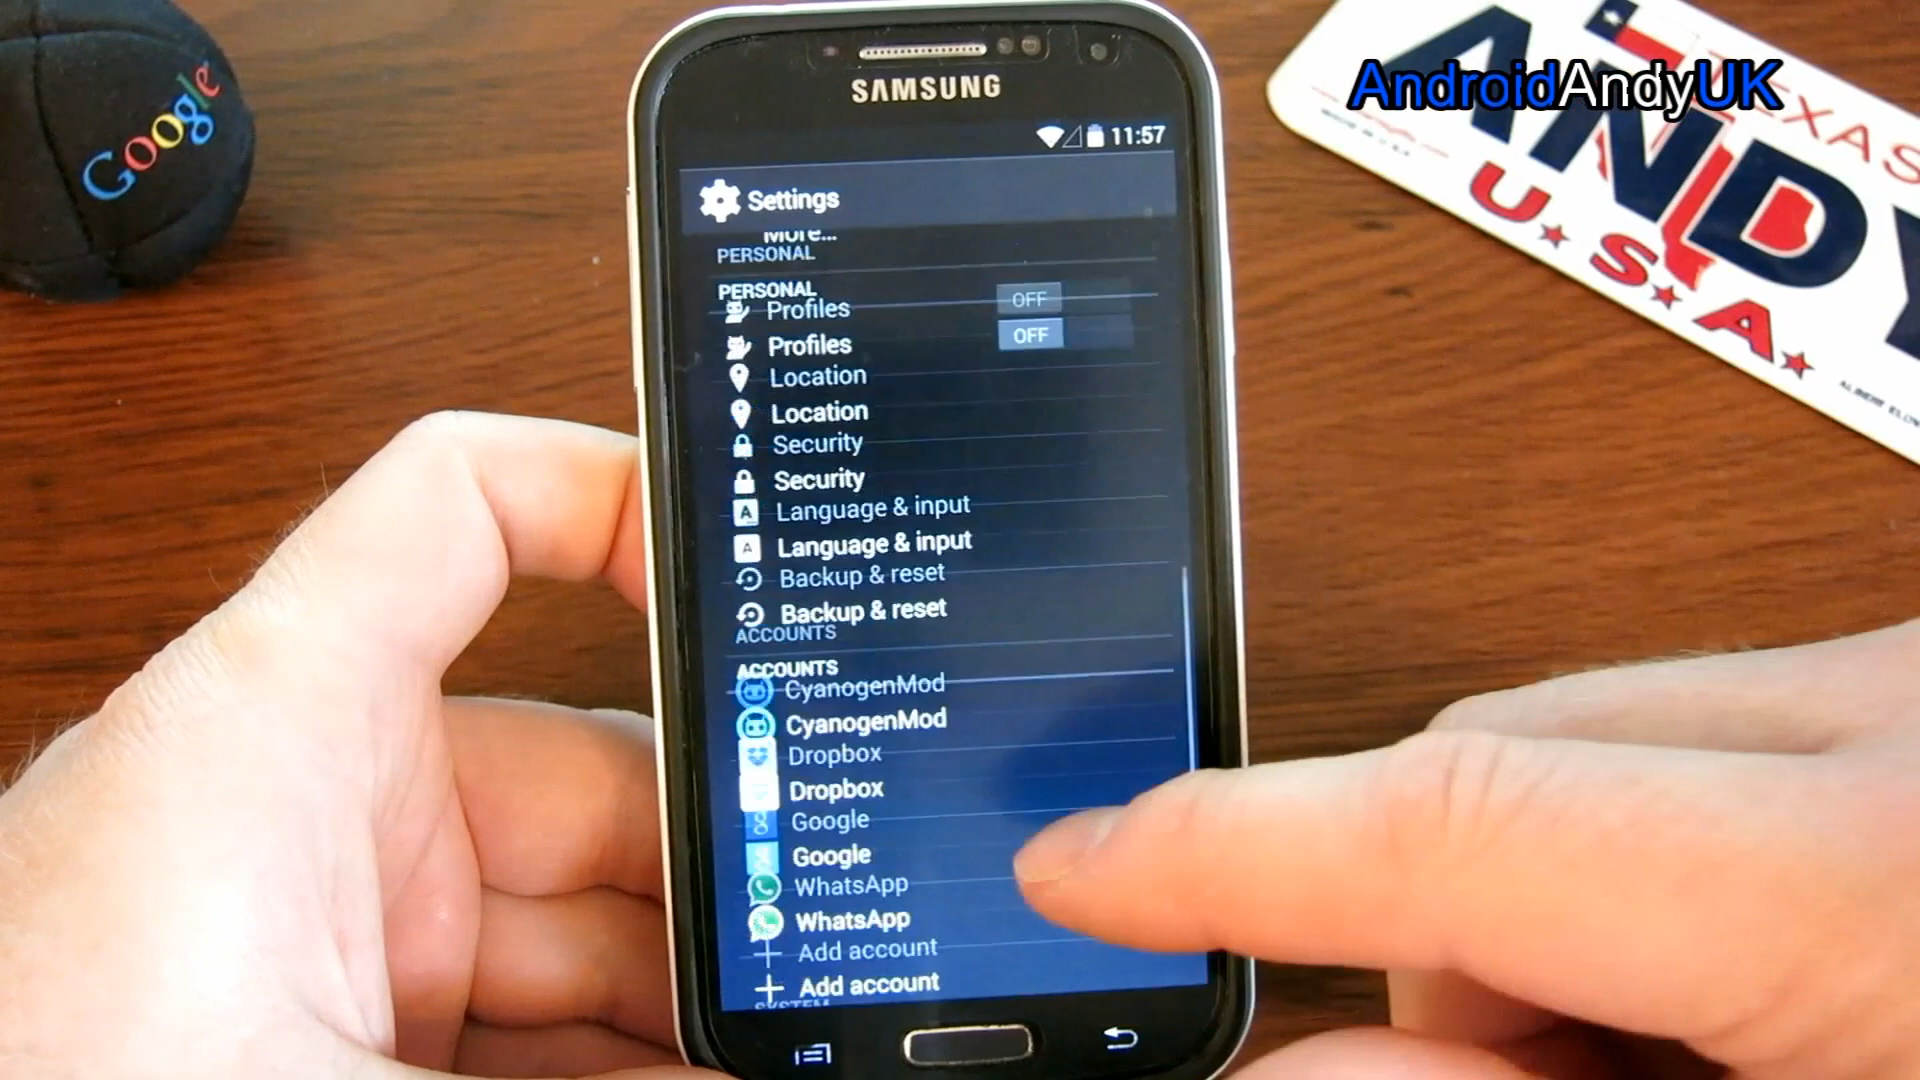 Google
SAMSUNG
AndroidAndyUK
TEXAS
ANDY
U.S.A.
11:57
Settings
More...
PERSONAL
PERSONAL
Profiles OFF
Profiles OFF
Location
Location
Security
Security
Language & input
Language & input
Backup & reset
Backup & reset
ACCOUNTS
ACCOUNTS
CyanogenMod
CyanogenMod
Dropbox
Dropbox
Google
Google
WhatsApp
WhatsApp
Add account
Add account
SYSTEM